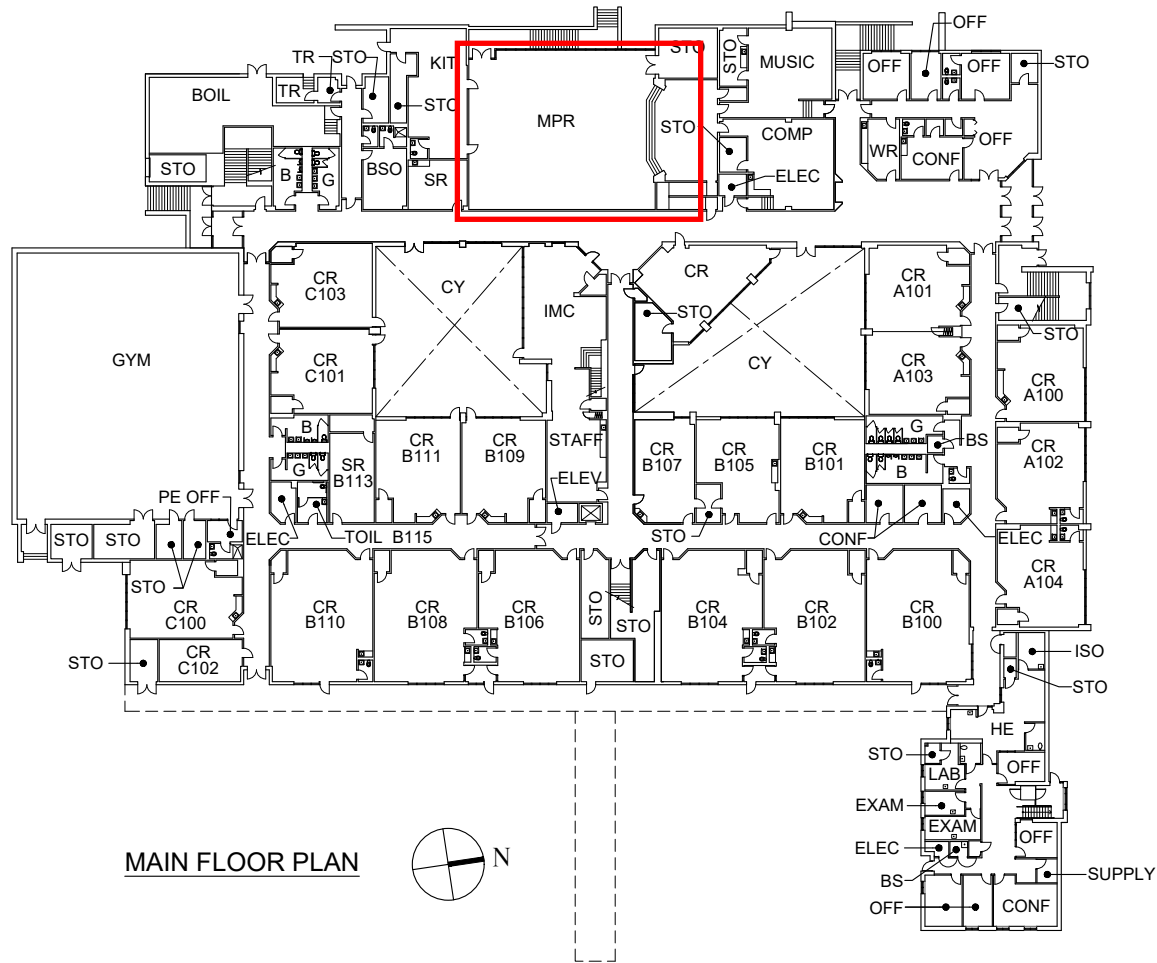 OFF
TR
STO
KIT
STO
MUSIC
OFF
OFF
STO
BOIL
TR
STO
MPR
STO
COMP
OFF
WR
CONF
STO
B
G
BSO
SR
ELEC
CR
C103
CY
IMC
CR
STO
CR
A101
STO
GYM
CR
C101
CY
CR
A103
CR
A100
B
G
SR
B113
CR
B111
CR
B109
STAFF
ELEV
CR
B107
CR
B105
CR
B101
G
B
BS
CR
A102
PE OFF
STO
STO
ELEC
TOIL B115
STO
CONF
ELEC
STO
CR
C100
CR
B110
CR
B108
CR
B106
STO
STO
CR
B104
CR
B102
CR
B100
CR
A104
STO
CR
C102
STO
ISO
STO
HE
STO
LAB
OFF
EXAM
EXAM
OFF
ELEC
BS
SUPPLY
OFF
CONF
MAIN FLOOR PLAN
N